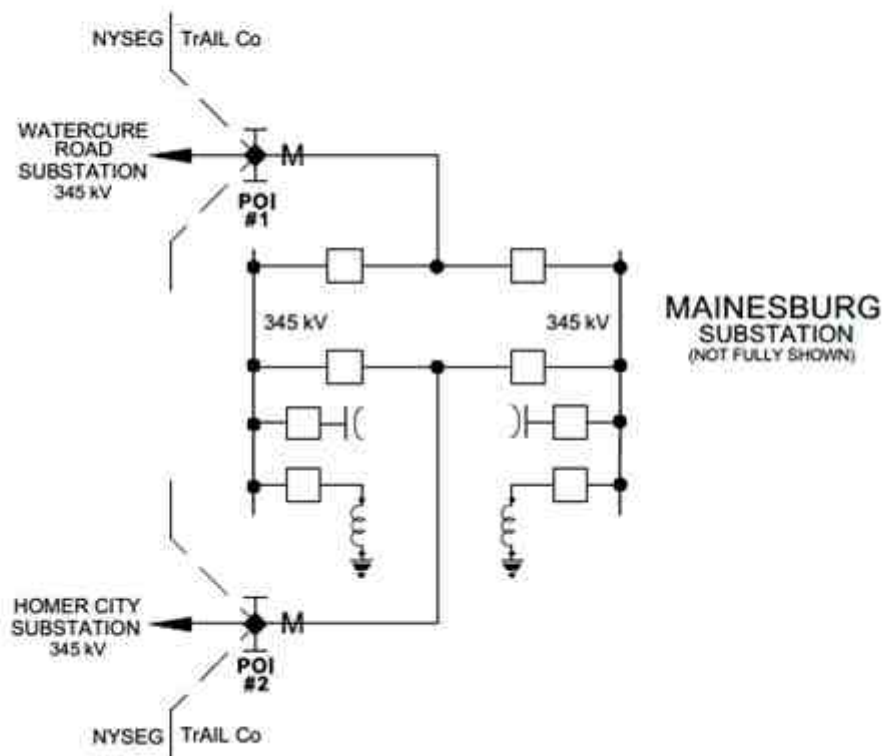 NYSEG TrAIL Co
WATERCURE
ROAD
SUBSTATION
345 kV
M
POI
#1
345 kV
345 kV
MAINESBURG
SUBSTATION
(NOT FULLY SHOWN)
HOMER CITY
SUBSTATION
345 kV
M
POI
#2
NYSEG TrAIL Co